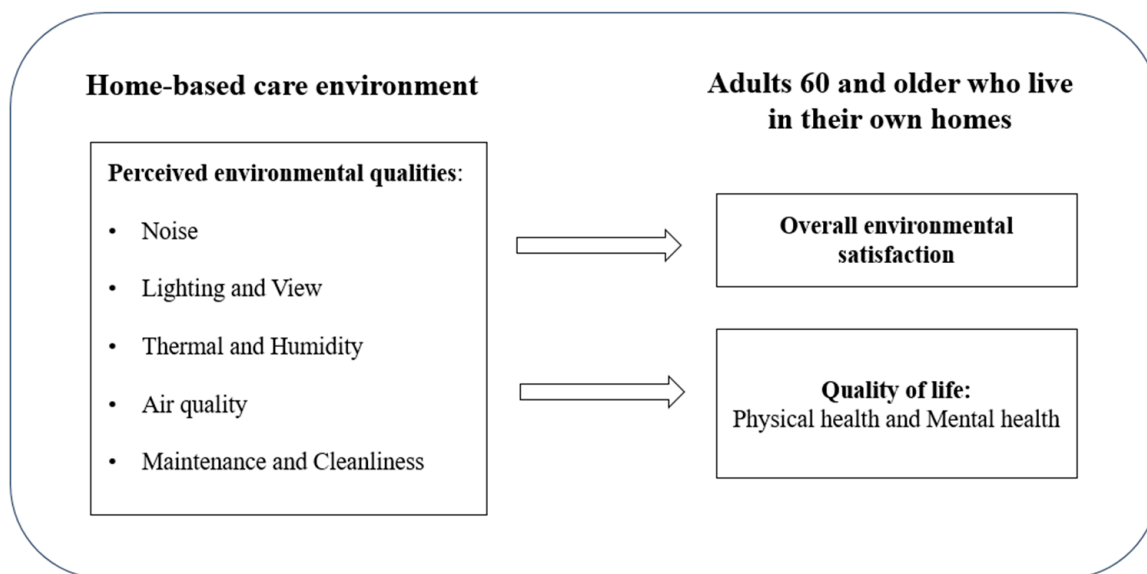 Home-based care environment
Perceived environmental qualities:
• Noise
• Lighting and View
• Thermal and Humidity
• Air quality
• Maintenance and Cleanliness
Adults 60 and older who live
in their own homes
Overall environmental
satisfaction
Quality of life:
Physical health and Mental health